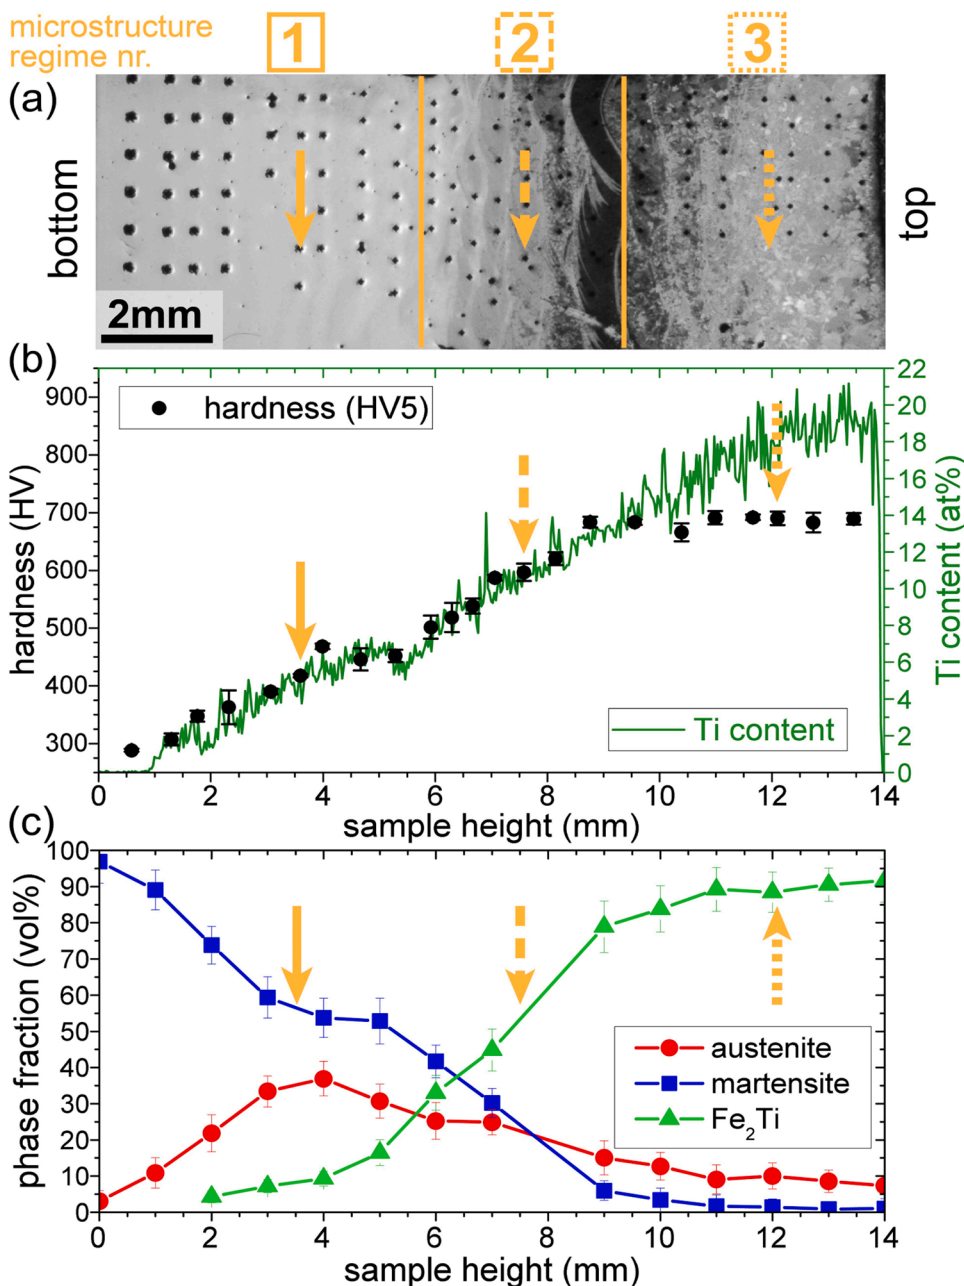 microstructure
regime nr.
1
2
3
(a)
bottom
top
2mm
(b)
900
800
700
600
500
400
300
hardness (HV)
hardness (HV5)
Ti content
22
20
18
16
14
12
10
8
6
4
2
0
Ti content (at%)
0 2 4 6 8 10 12 14
sample height (mm)
(c)
100
90
80
70
60
50
40
30
20
10
0
phase fraction (vol%)
austenite
martensite
Fe₂Ti
0 2 4 6 8 10 12 14
sample height (mm)